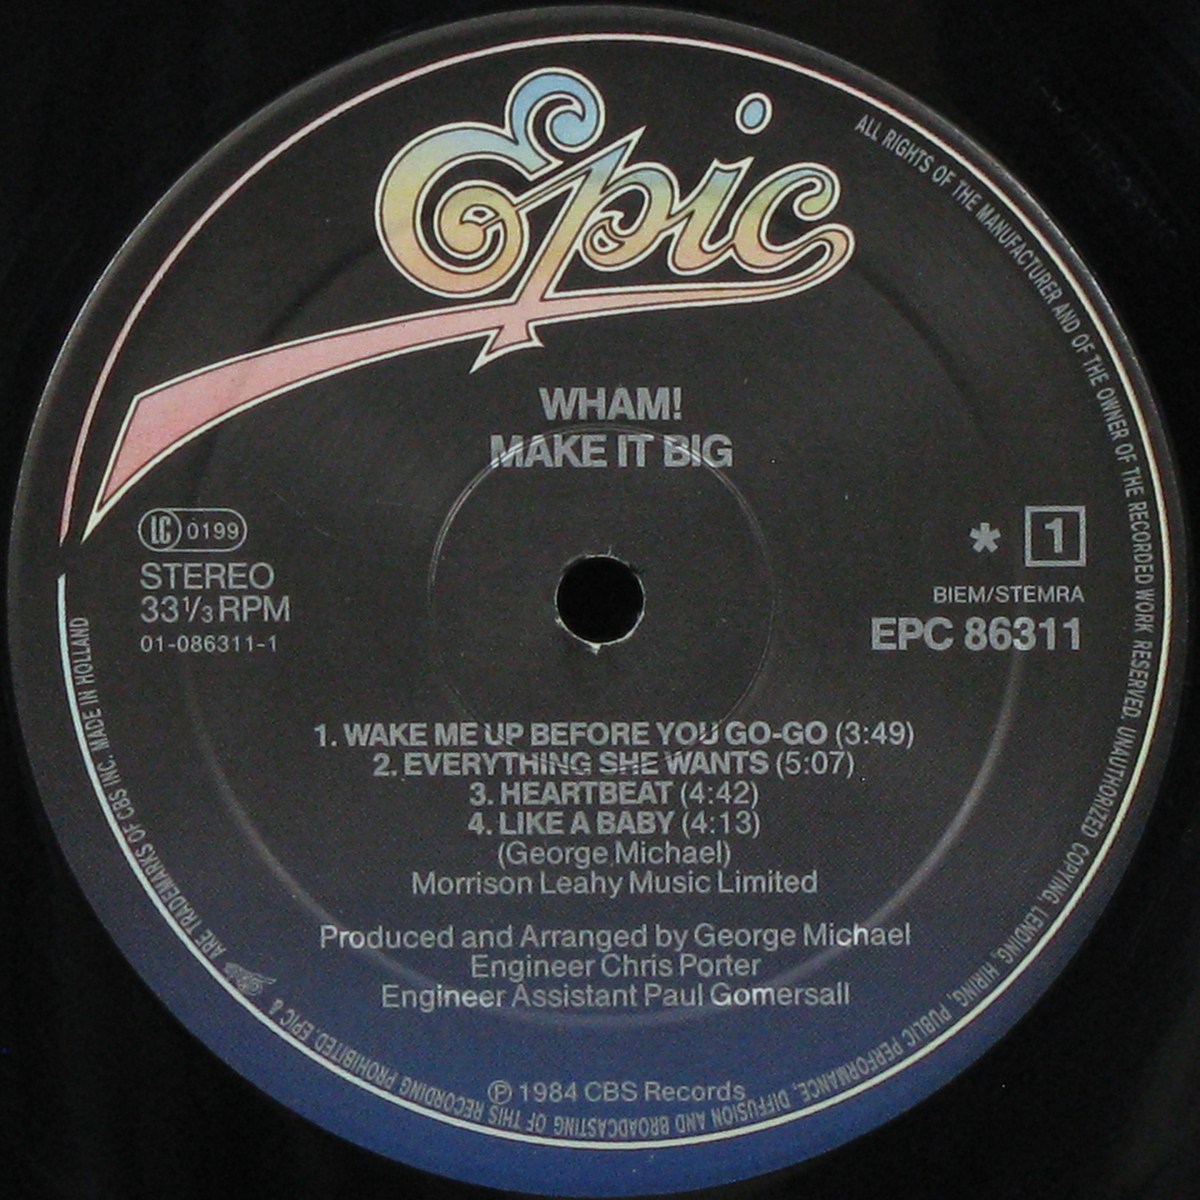 Epic
WHAM!
MAKE IT BIG
LC 0199
STEREO
33 1/3 RPM
01-086311-1
* 1
BIEM/STEMRA
EPC 86311
1. WAKE ME UP BEFORE YOU GO-GO (3:49)
2. EVERYTHING SHE WANTS (5:07)
3. HEARTBEAT (4:42)
4. LIKE A BABY (4:13)
(George Michael)
Morrison Leahy Music Limited
Produced and Arranged by George Michael
Engineer Chris Porter
Engineer Assistant Paul Gomersall
℗ 1984 CBS Records
ALL RIGHTS OF THE MANUFACTURER AND OF THE OWNER OF THE RECORDED WORK RESERVED. UNAUTHORIZED COPYING, LENDING, HIRING, PUBLIC PERFORMANCE, DIFFUSION AND BROADCASTING OF THIS RECORDING PROHIBITED. EPIC & Epic ARE TRADEMARKS OF CBS INC. MADE IN HOLLAND